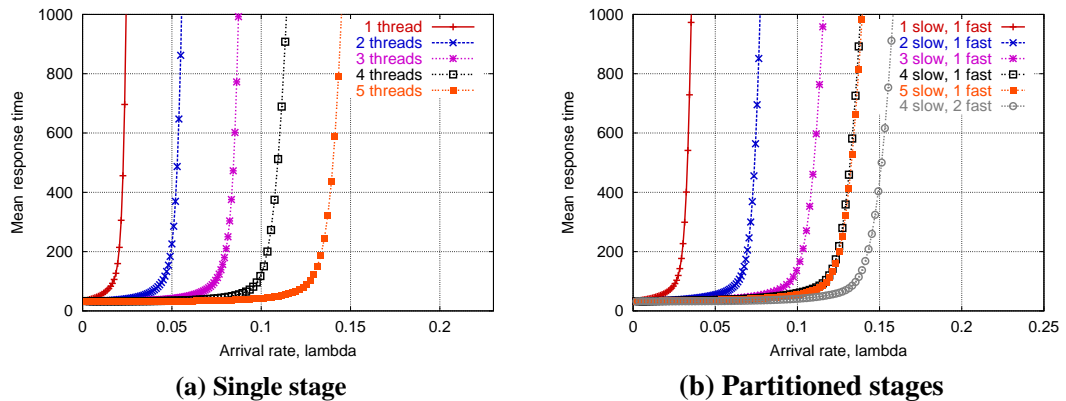 1000
800
600
400
200
0
Mean response time
0
0.05
0.1
0.15
0.2
Arrival rate, lambda
1 thread
2 threads
3 threads
4 threads
5 threads
(a) Single stage
1000
800
600
400
200
0
Mean response time
0
0.05
0.1
0.15
0.2
0.25
Arrival rate, lambda
1 slow, 1 fast
2 slow, 1 fast
3 slow, 1 fast
4 slow, 1 fast
5 slow, 1 fast
4 slow, 2 fast
(b) Partitioned stages